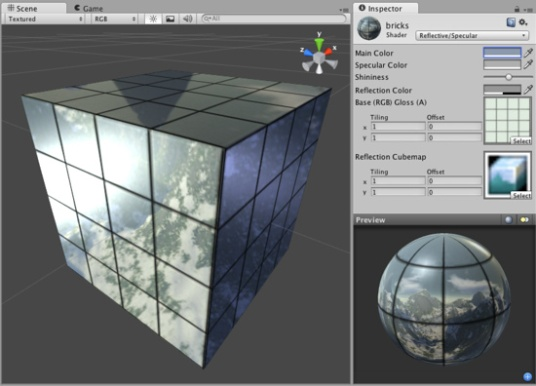 Scene
Game
Textured
RGB
All
y
x
z
Inspector
bricks
Shader
Reflective/Specular
Main Color
Specular Color
Shininess
Reflection Color
Base (RGB) Gloss (A)
Tiling Offset
x 1 0
y 1 0
Select
Reflection Cubemap
Tiling Offset
x 1 0
y 1 0
Select
Preview